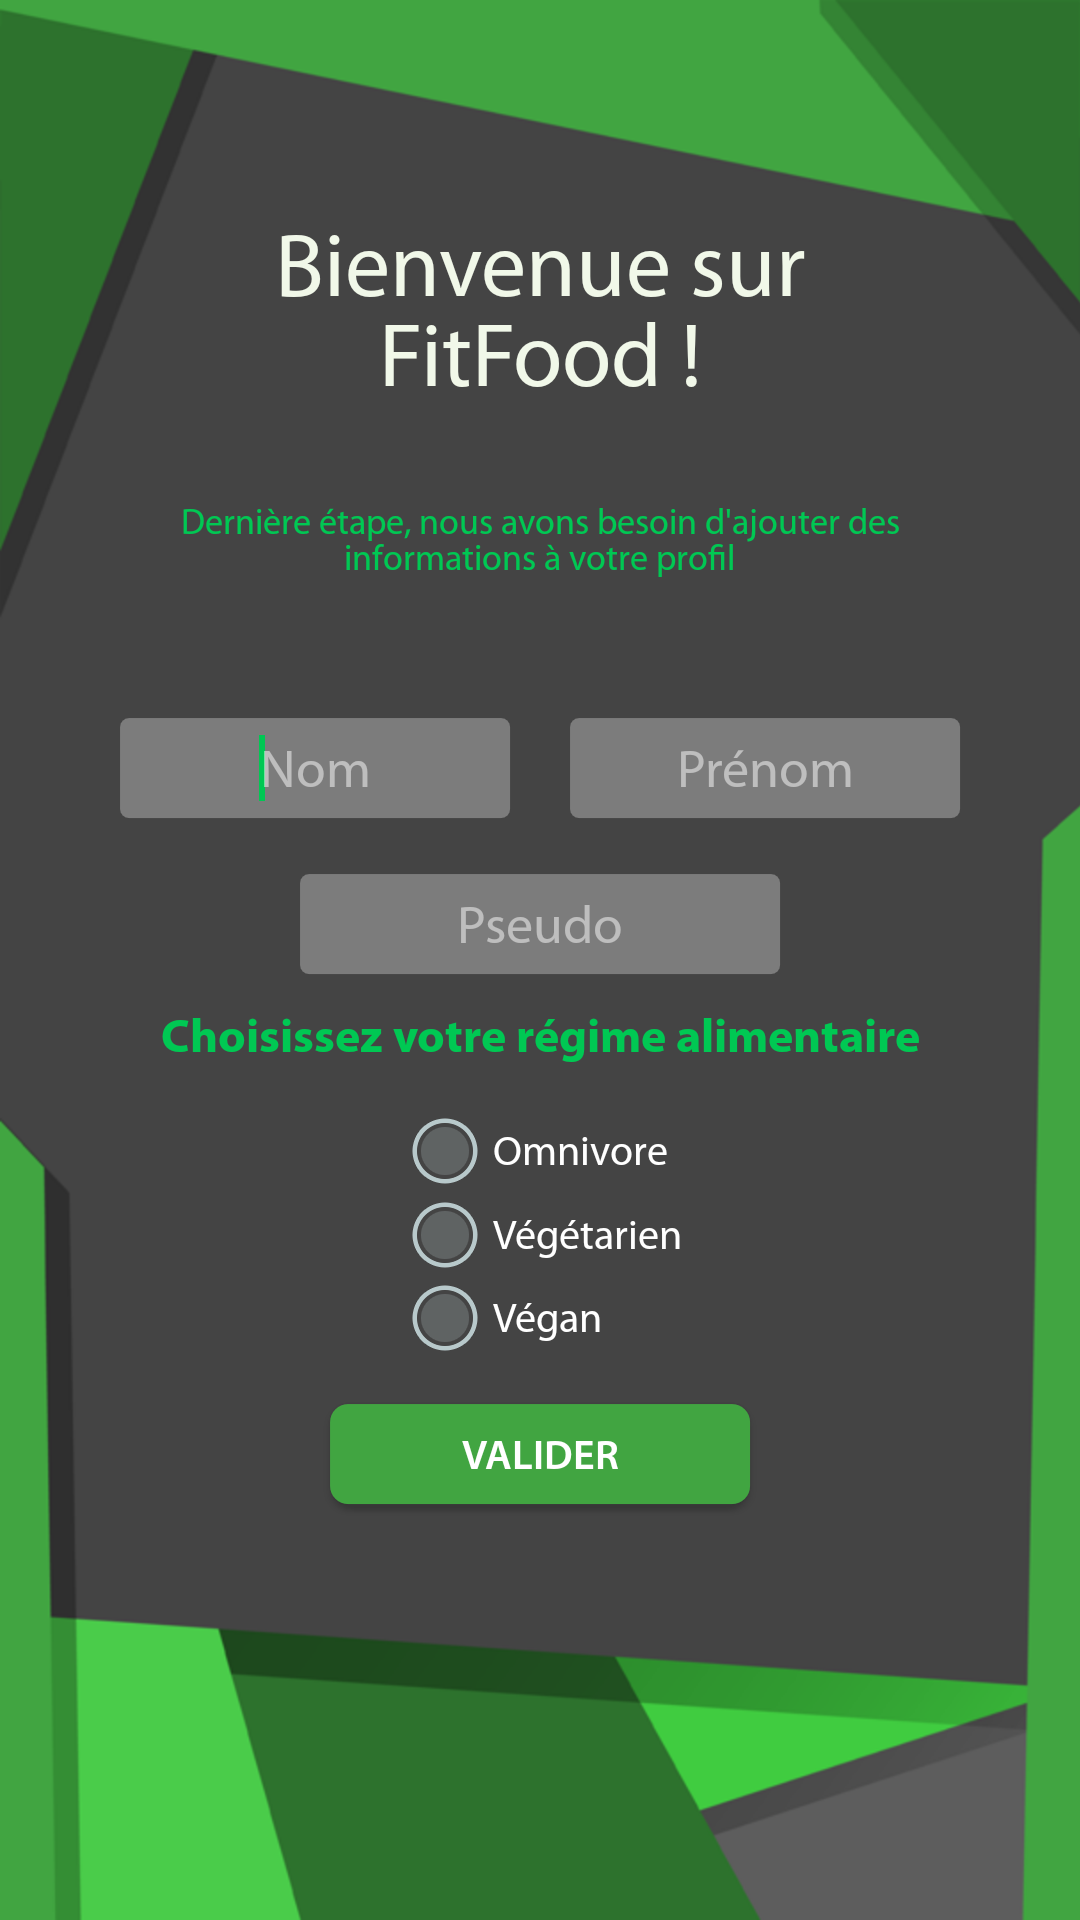 Bienvenue sur
FitFood !
Dernière étape, nous avons besoin d'ajouter des
informations à votre profil
Nom
Prénom
Pseudo
Choisissez votre régime alimentaire
Omnivore
Végétarien
Végan
VALIDER